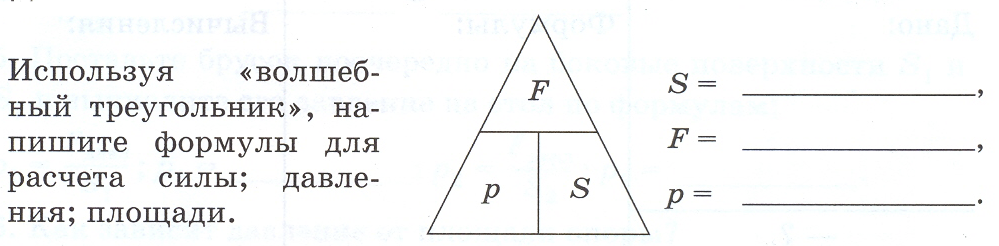 Используя «волшеб-
ный треугольник», на-
пишите формулы для
расчета силы; давле-
ния; площади.
F
p S
S = ,
F = ,
p = .